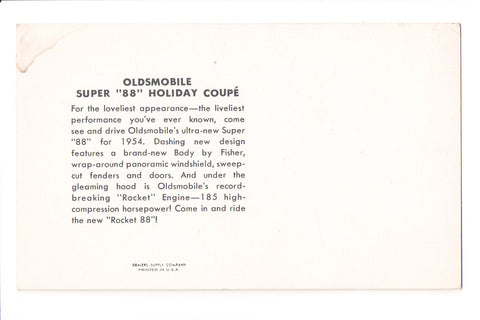 OLDSMOBILE
SUPER "88" HOLIDAY COUPÉ
For the loveliest appearance—the liveliest
performance you've ever known, come
see and drive Oldsmobile's ultra-new Super
"88" for 1954. Dashing new design
features a brand-new Body by Fisher,
wrap-around panoramic windshield, sweep-
cut fenders and doors. And under the
gleaming hood is Oldsmobile's record-
breaking "Rocket" Engine—185 high-
compression horsepower! Come in and ride
the new "Rocket 88"!
DEALERS SUPPLY COMPANY
PRINTED IN U.S.A.